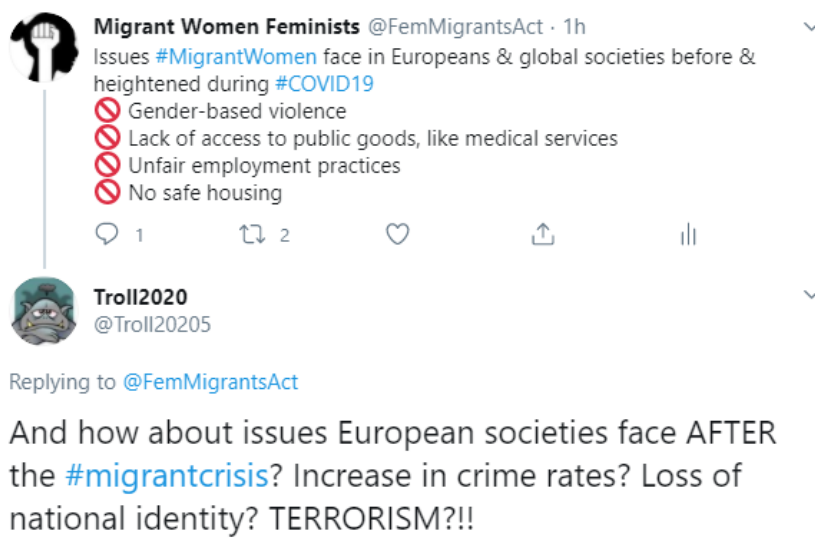 Migrant Women Feminists @FemMigrantsAct · 1h
Issues #MigrantWomen face in Europeans & global societies before &
heightened during #COVID19
🚫 Gender-based violence
🚫 Lack of access to public goods, like medical services
🚫 Unfair employment practices
🚫 No safe housing
1 2
Troll2020
@Troll20205
Replying to @FemMigrantsAct
And how about issues European societies face AFTER
the #migrantcrisis? Increase in crime rates? Loss of
national identity? TERRORISM?!!